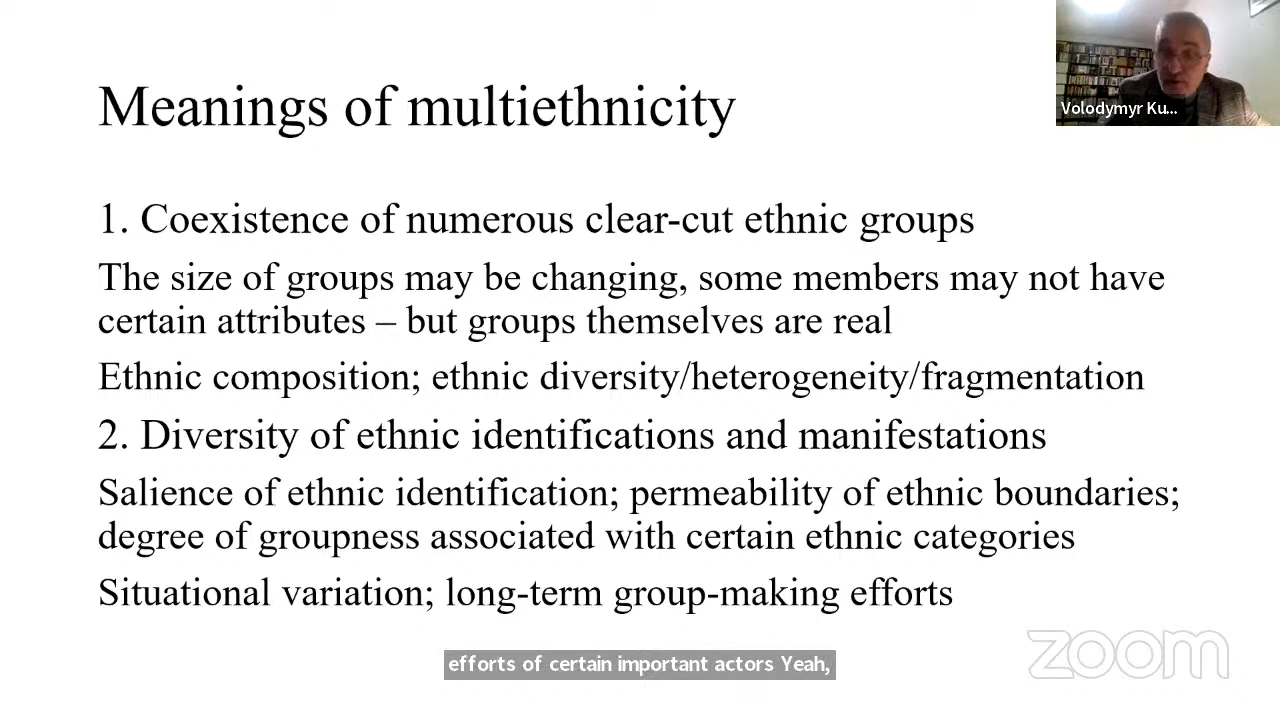 Meanings of multiethnicity
Volodymyr Ku...
1. Coexistence of numerous clear-cut ethnic groups
The size of groups may be changing, some members may not have
certain attributes – but groups themselves are real
Ethnic composition; ethnic diversity/heterogeneity/fragmentation
2. Diversity of ethnic identifications and manifestations
Salience of ethnic identification; permeability of ethnic boundaries;
degree of groupness associated with certain ethnic categories
Situational variation; long-term group-making efforts
efforts of certain important actors Yeah,
zoom